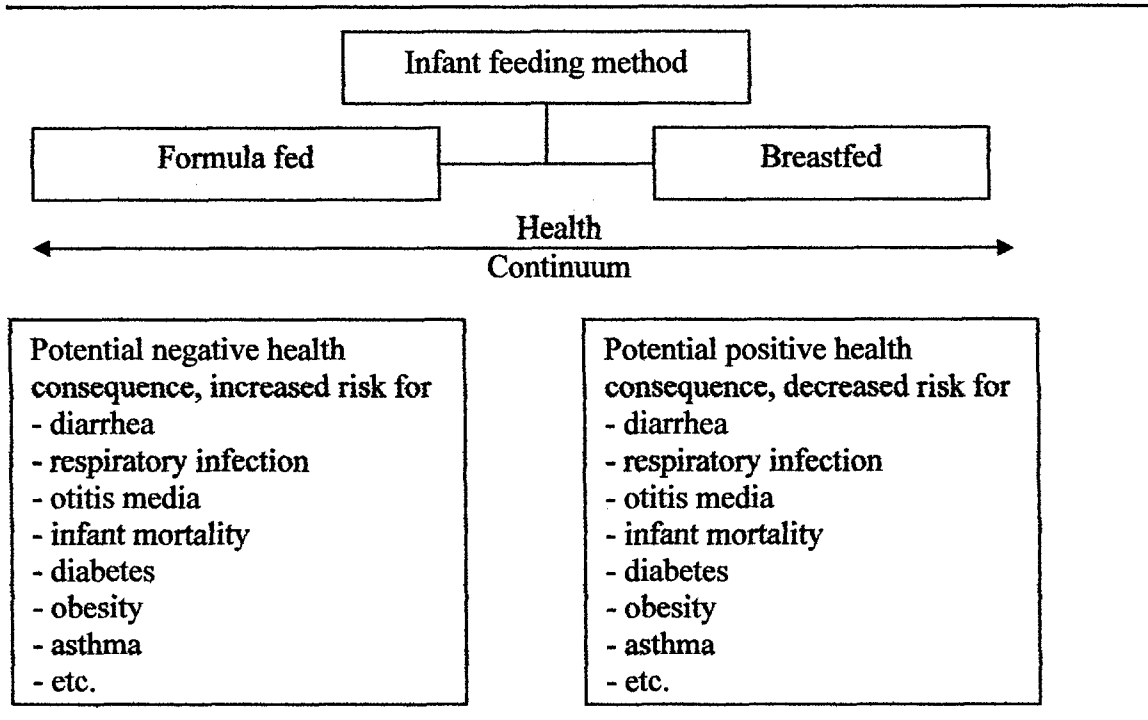 Infant feeding method
Formula fed
Breastfed
Health
Continuum
Potential negative health
consequence, increased risk for
- diarrhea
- respiratory infection
- otitis media
- infant mortality
- diabetes
- obesity
- asthma
- etc.
Potential positive health
consequence, decreased risk for
- diarrhea
- respiratory infection
- otitis media
- infant mortality
- diabetes
- obesity
- asthma
- etc.